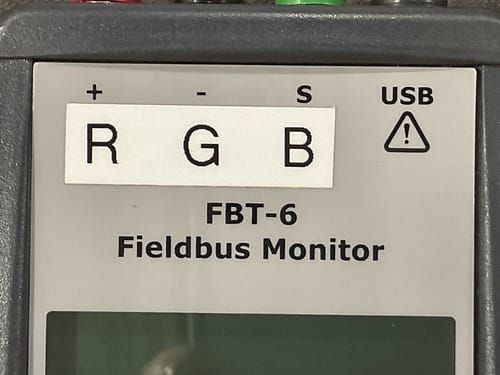 + - S USB
R G B
FBT-6
Fieldbus Monitor